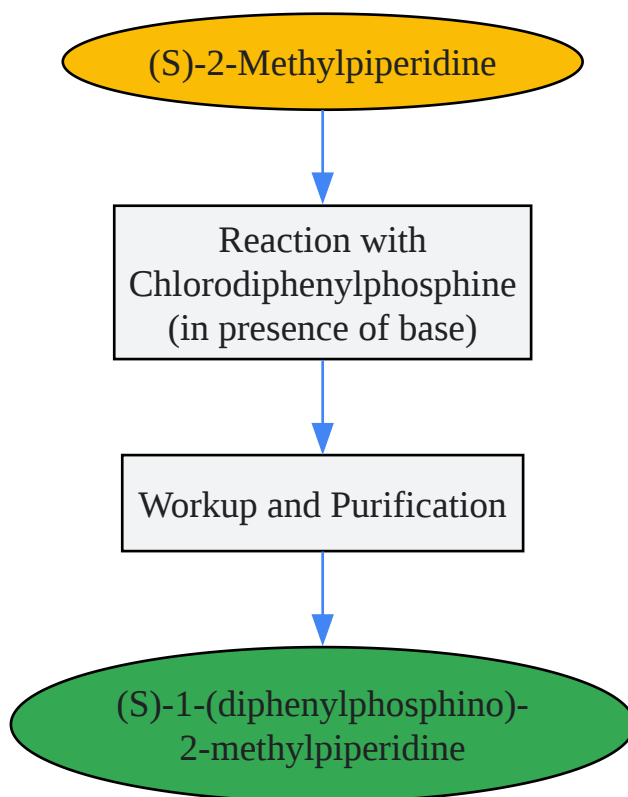 (S)-2-Methylpiperidine
Reaction with
Chlorodiphenylphosphine
(in presence of base)
Workup and Purification
(S)-1-(diphenylphosphino)-
2-methylpiperidine